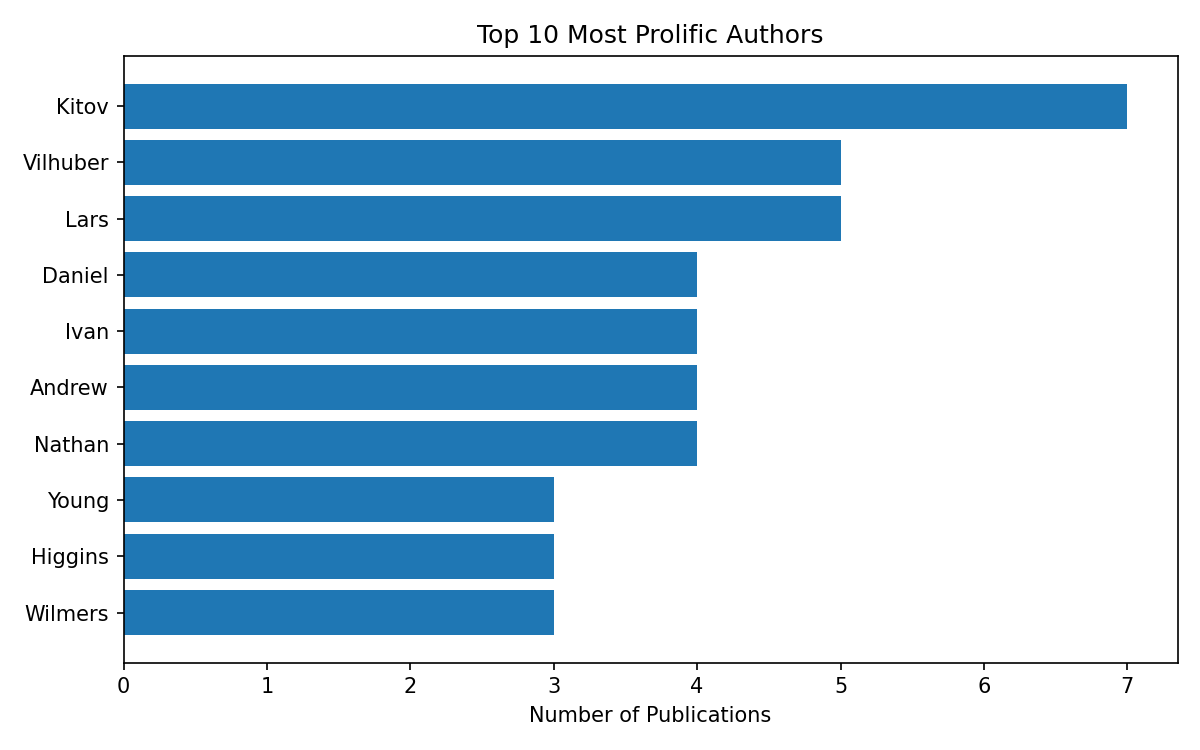 Top 10 Most Prolific Authors
Kitov
Vilhuber
Lars
Daniel
Ivan
Andrew
Nathan
Young
Higgins
Wilmers
0 1 2 3 4 5 6 7
Number of Publications